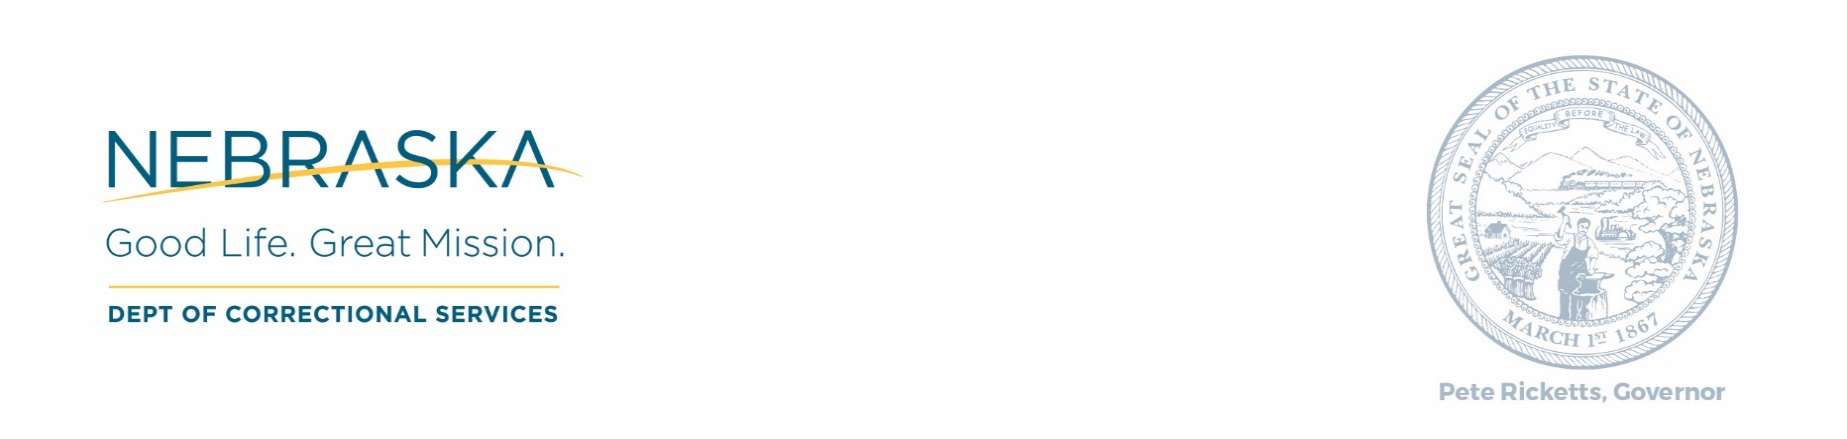 NEBRASKA
Good Life. Great Mission.
DEPT OF CORRECTIONAL SERVICES
GREAT SEAL OF THE STATE OF NEBRASKA
EQUALITY BEFORE THE LAW
MARCH 1ST 1867
Pete Ricketts, Governor